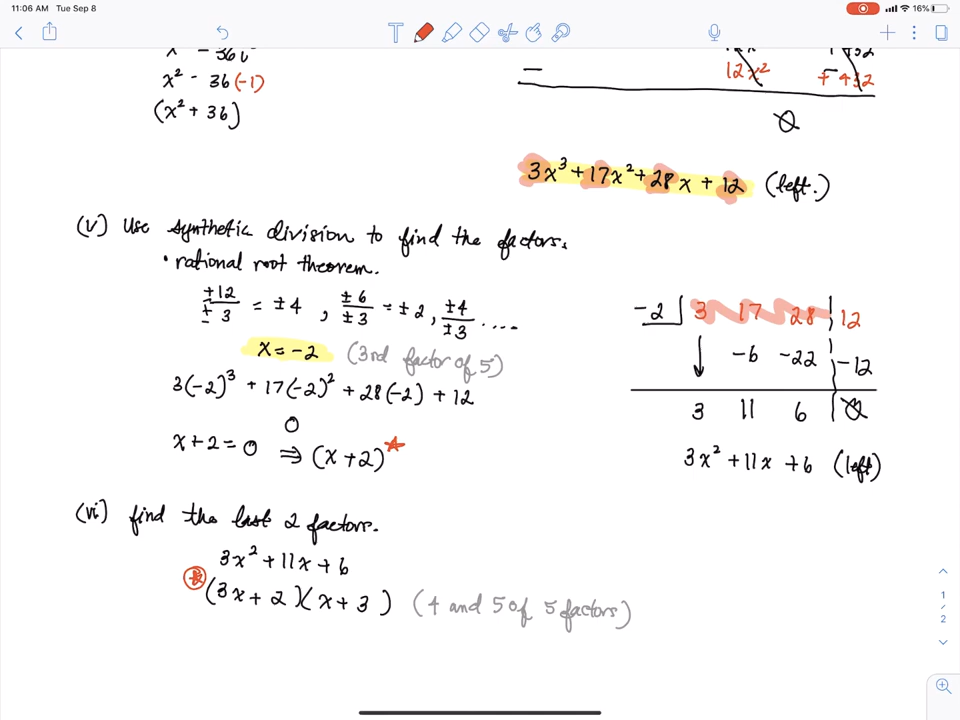 11:06 AM Tue Sep 8
16%
x² - 36(-1)
(x² + 36)
12x² + 432
0
3x³ + 17x² + 28x + 12 (left.)
(v) Use synthetic division to find the factors.
• rational root theorem.
±12/±3 = ±4, ±6/±3 = ±2, ±4/±3 ....
x = -2 (3rd factor of 5)
3(-2)³ + 17(-2)² + 28(-2) + 12
0
x + 2 = 0 ⇒ (x + 2)*
-2 | 3 17 28 12
↓ -6 -22 -12
3 11 6 0
3x² + 11x + 6 (left)
(vi) find the last 2 factors.
3x² + 11x + 6
(3x + 2)(x + 3) (4 and 5 of 5 factors)
1
/
2